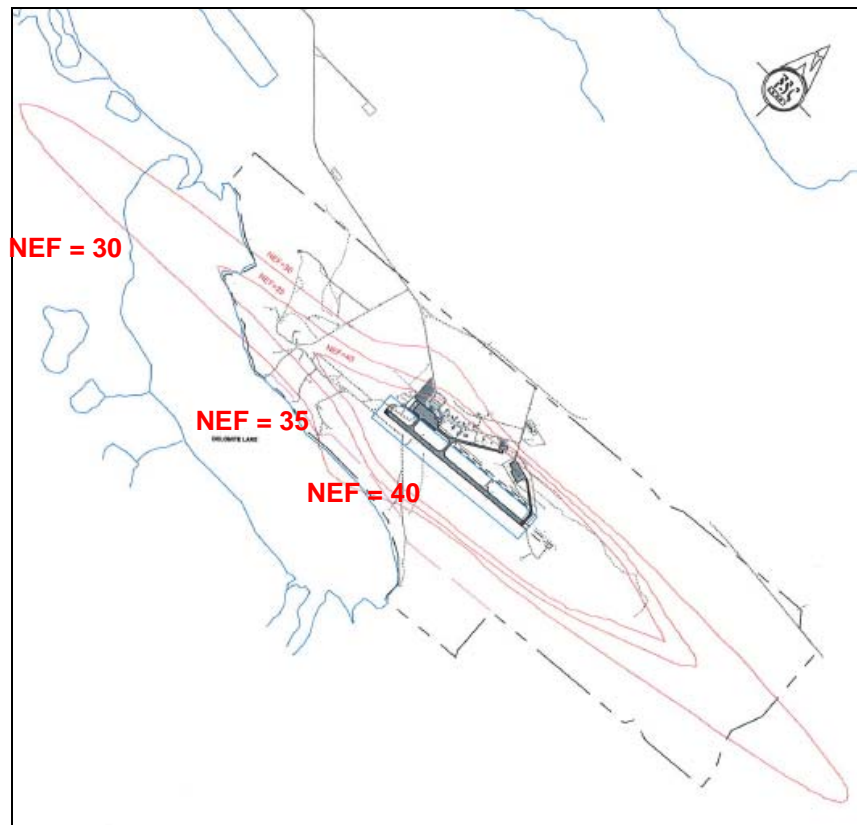 NEF = 30
NEF=30
NEF=35
NEF=40
NEF = 35
DOLOMITE LAKE
NEF = 40